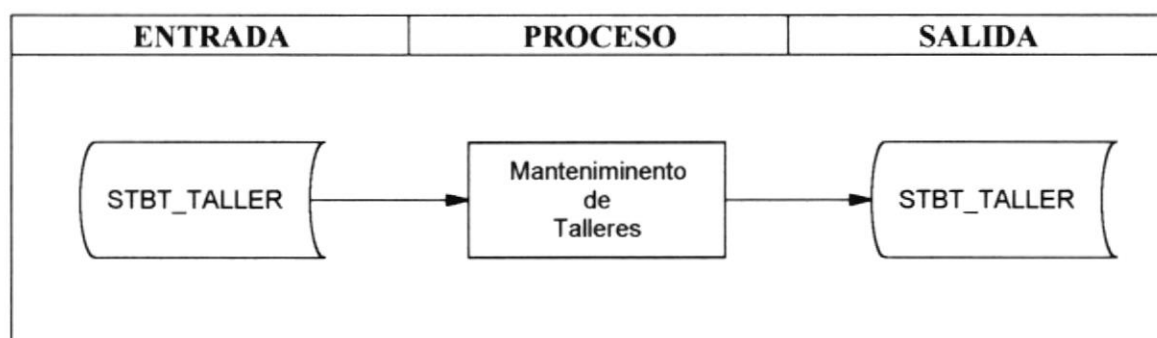 ENTRADA PROCESO SALIDA
STBT_TALLER
Manteniminento
de
Talleres
STBT_TALLER